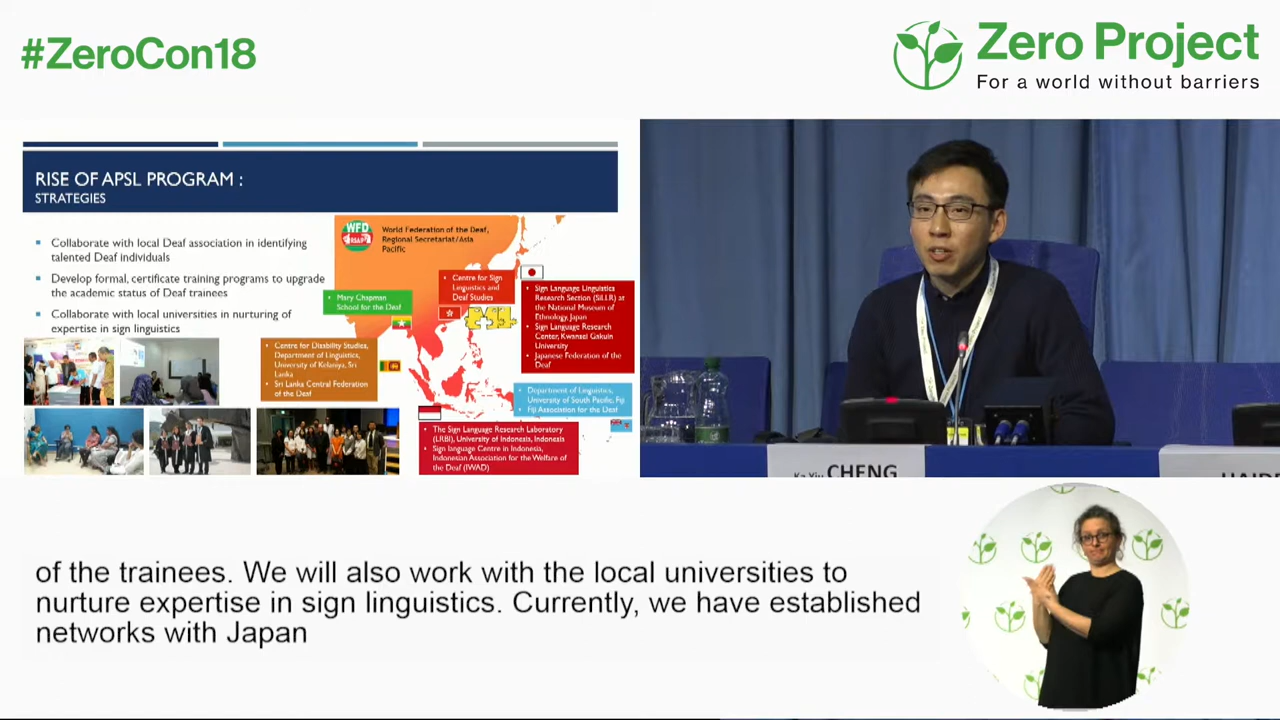 #ZeroCon18
Zero Project
For a world without barriers
RISE OF APSL PROGRAM :
STRATEGIES
Collaborate with local Deaf association in identifying
talented Deaf individuals
Develop formal, certificate training programs to upgrade
the academic status of Deaf trainees
Collaborate with local universities in nurturing of
expertise in sign linguistics
WFD
RSA/P
World Federation of the Deaf,
Regional Secretariat/Asia
Pacific
Centre for Sign
Linguistics and
Deaf Studies
Mary Chapman
School for the Deaf
Sign Language Linguistics
Research Section (SiLLR) at
the National Museum of
Ethnology, Japan
Sign Language Research
Center, Kwansei Gakuin
University
Japanese Federation of the
Deaf
Centre for Disability Studies,
Department of Linguistics,
University of Kelaniya, Sri
Lanka
Sri Lanka Central Federation
of the Deaf
Department of Linguistics,
University of South Pacific, Fiji
Fiji Association for the Deaf
The Sign Language Research Laboratory
(LRBI), University of Indonesia, Indonesia
Sign language Centre in Indonesia,
Indonesian Association for the Welfare of
the Deaf (IWAD)
Ka Yiu CHENG
of the trainees. We will also work with the local universities to
nurture expertise in sign linguistics. Currently, we have established
networks with Japan